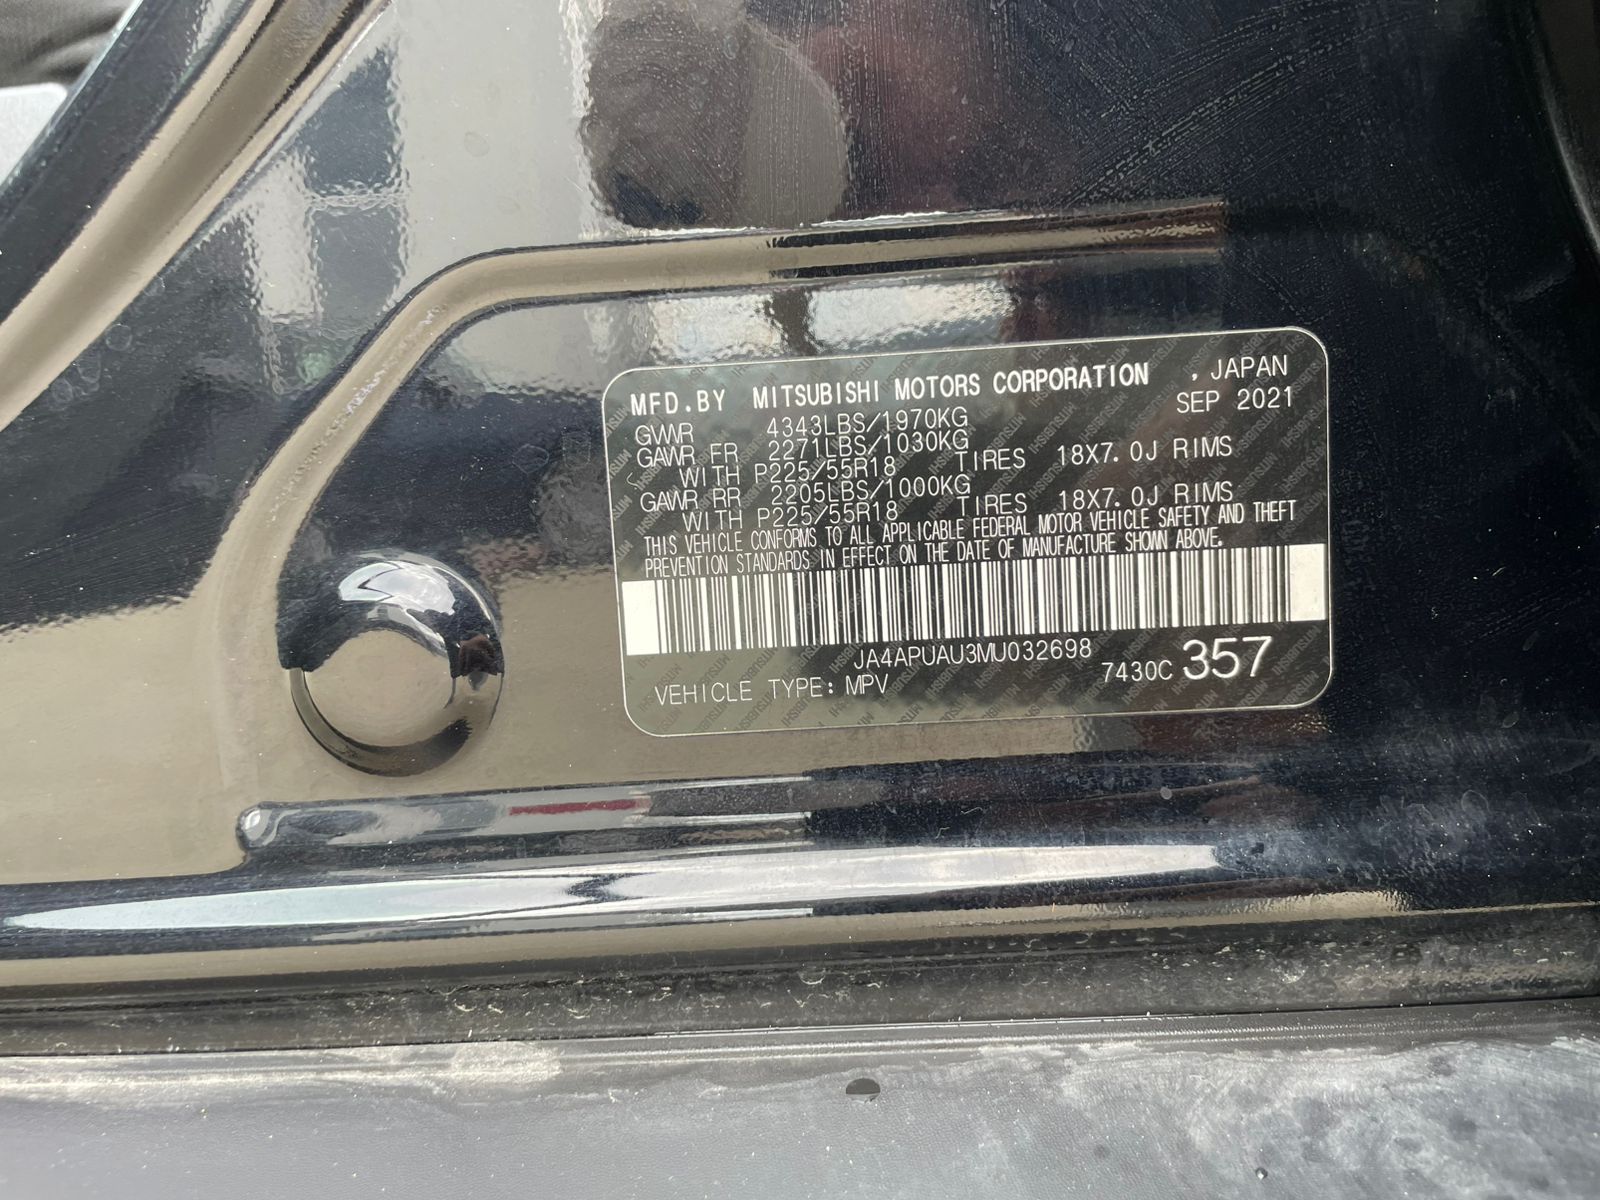 MFD.BY MITSUBISHI MOTORS CORPORATION , JAPAN
SEP 2021
GVWR 4343LBS/1970KG
GAWR FR 2271LBS/1030KG
WITH P225/55R18 TIRES 18X7.0J RIMS
GAWR RR 2205LBS/1000KG
WITH P225/55R18 TIRES 18X7.0J RIMS
THIS VEHICLE CONFORMS TO ALL APPLICABLE FEDERAL MOTOR VEHICLE SAFETY AND THEFT
PREVENTION STANDARDS IN EFFECT ON THE DATE OF MANUFACTURE SHOWN ABOVE.
JA4APUAU3MU032698
VEHICLE TYPE: MPV 7430C 357